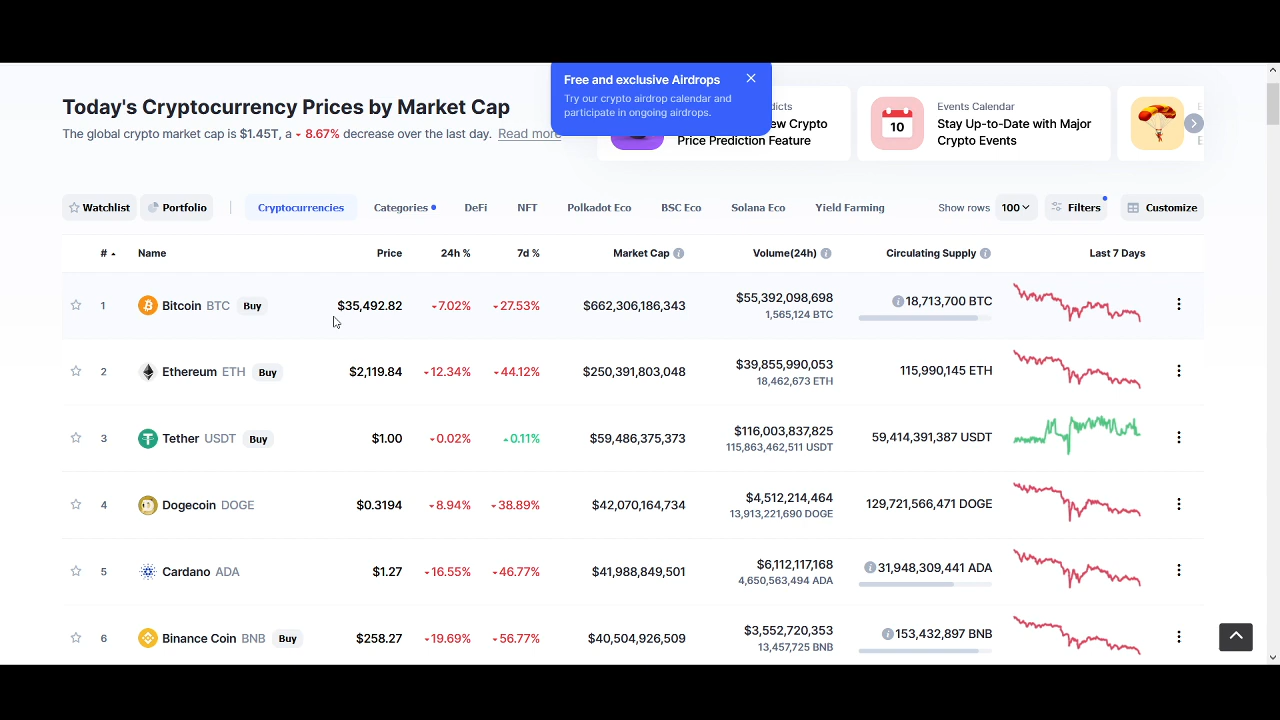 Free and exclusive Airdrops
Try our crypto airdrop calendar and
participate in ongoing airdrops.
Today's Cryptocurrency Prices by Market Cap
The global crypto market cap is $1.45T, a 8.67% decrease over the last day. Read more
Price Prediction Feature
Events Calendar
10
Stay Up-to-Date with Major
Crypto Events
Watchlist Portfolio Cryptocurrencies Categories DeFi NFT Polkadot Eco BSC Eco Solana Eco Yield Farming Show rows 100 Filters Customize
# Name Price 24h % 7d % Market Cap Volume(24h) Circulating Supply Last 7 Days
1 Bitcoin BTC Buy $35,492.82 7.02% 27.53% $662,306,186,343 $55,392,098,698 18,713,700 BTC
1,565,124 BTC
2 Ethereum ETH Buy $2,119.84 12.34% 44.12% $250,391,803,048 $39,855,990,053 115,990,145 ETH
18,462,673 ETH
3 Tether USDT Buy $1.00 0.02% 0.11% $59,486,375,373 $116,003,837,825 59,414,391,387 USDT
115,863,462,511 USDT
4 Dogecoin DOGE $0.3194 8.94% 38.89% $42,070,164,734 $4,512,214,464 129,721,566,471 DOGE
13,913,221,690 DOGE
5 Cardano ADA $1.27 16.55% 46.77% $41,988,849,501 $6,112,117,168 31,948,309,441 ADA
4,650,563,494 ADA
6 Binance Coin BNB Buy $258.27 19.69% 56.77% $40,504,926,509 $3,552,720,353 153,432,897 BNB
13,457,725 BNB